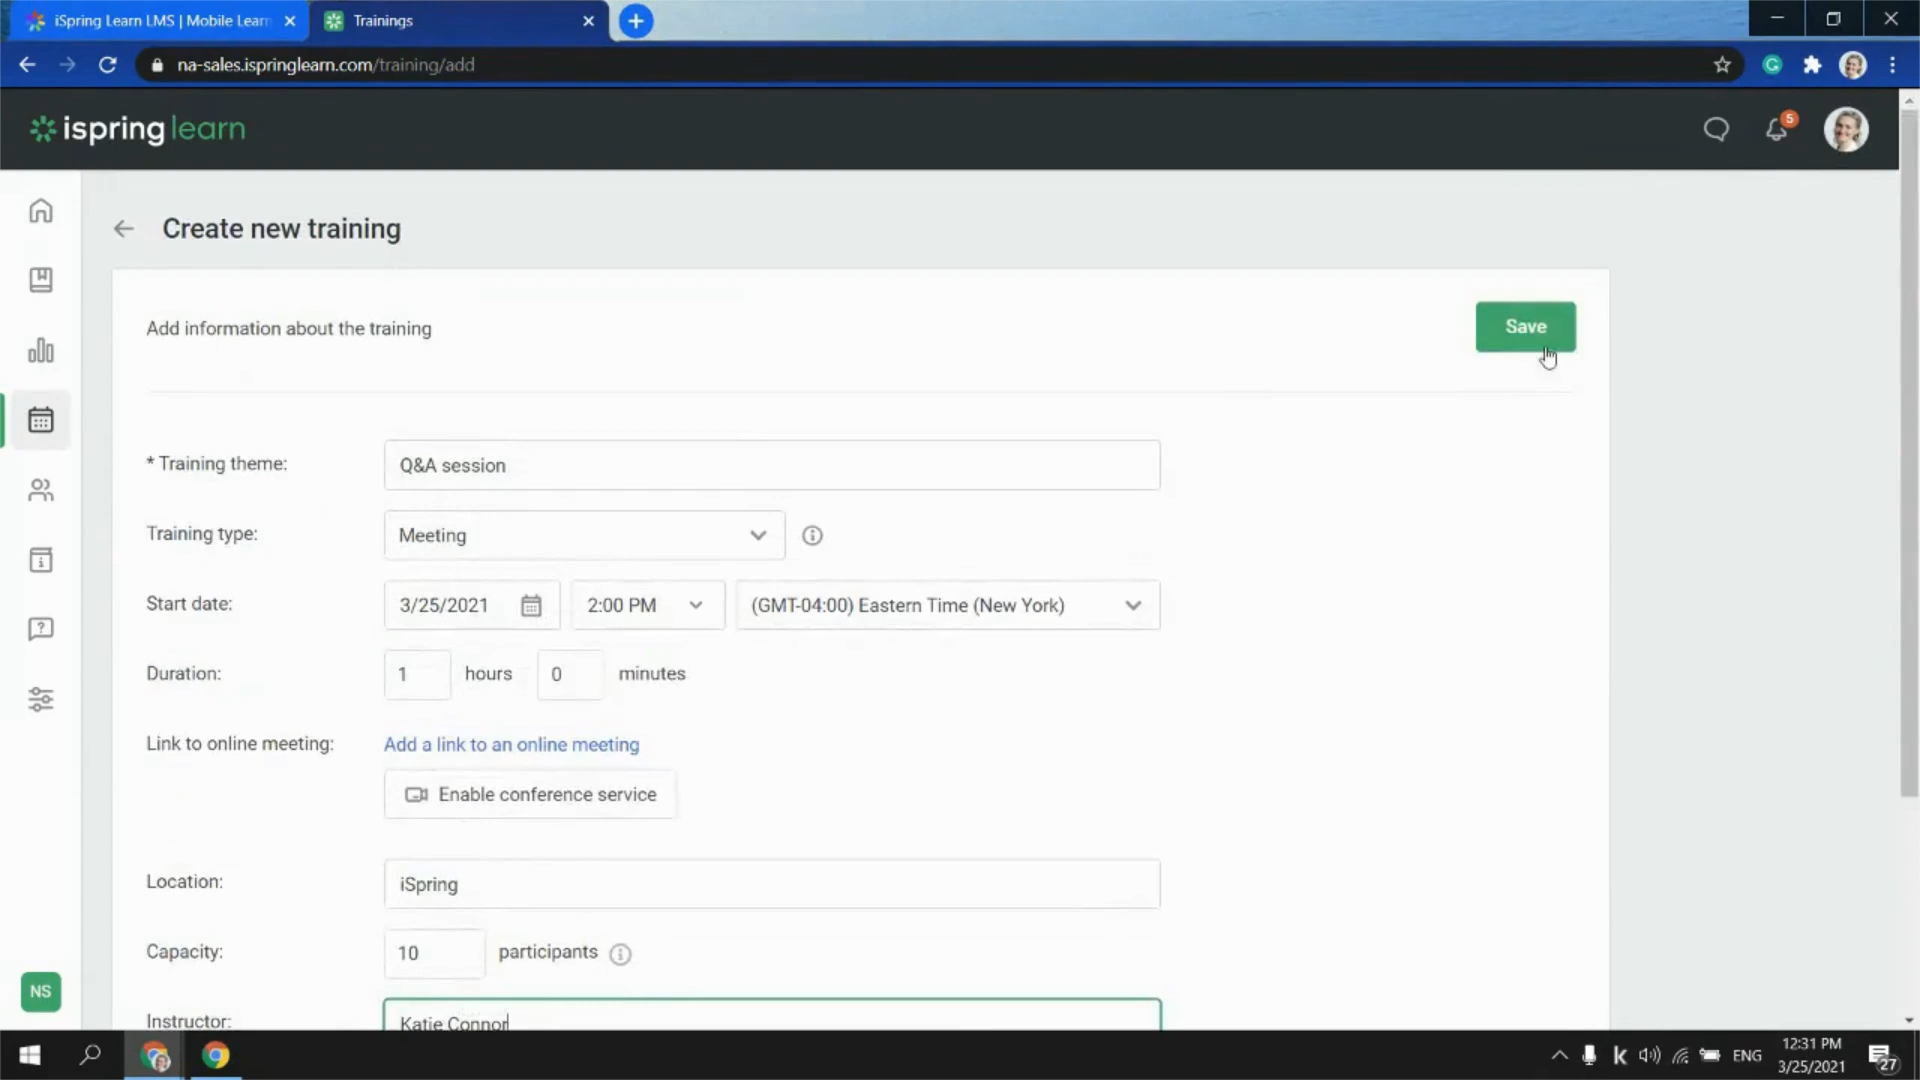 iSpring Learn LMS | Mobile Learn
Trainings
na-sales.ispringlearn.com/training/add
ispring learn
5
Create new training
Add information about the training
Save
* Training theme:
Q&A session
Training type:
Meeting
Start date:
3/25/2021
2:00 PM
(GMT-04:00) Eastern Time (New York)
Duration:
1
hours
0
minutes
Link to online meeting:
Add a link to an online meeting
Enable conference service
Location:
iSpring
Capacity:
10
participants
NS
Instructor:
Katie Connor
ENG
12:31 PM
3/25/2021
27